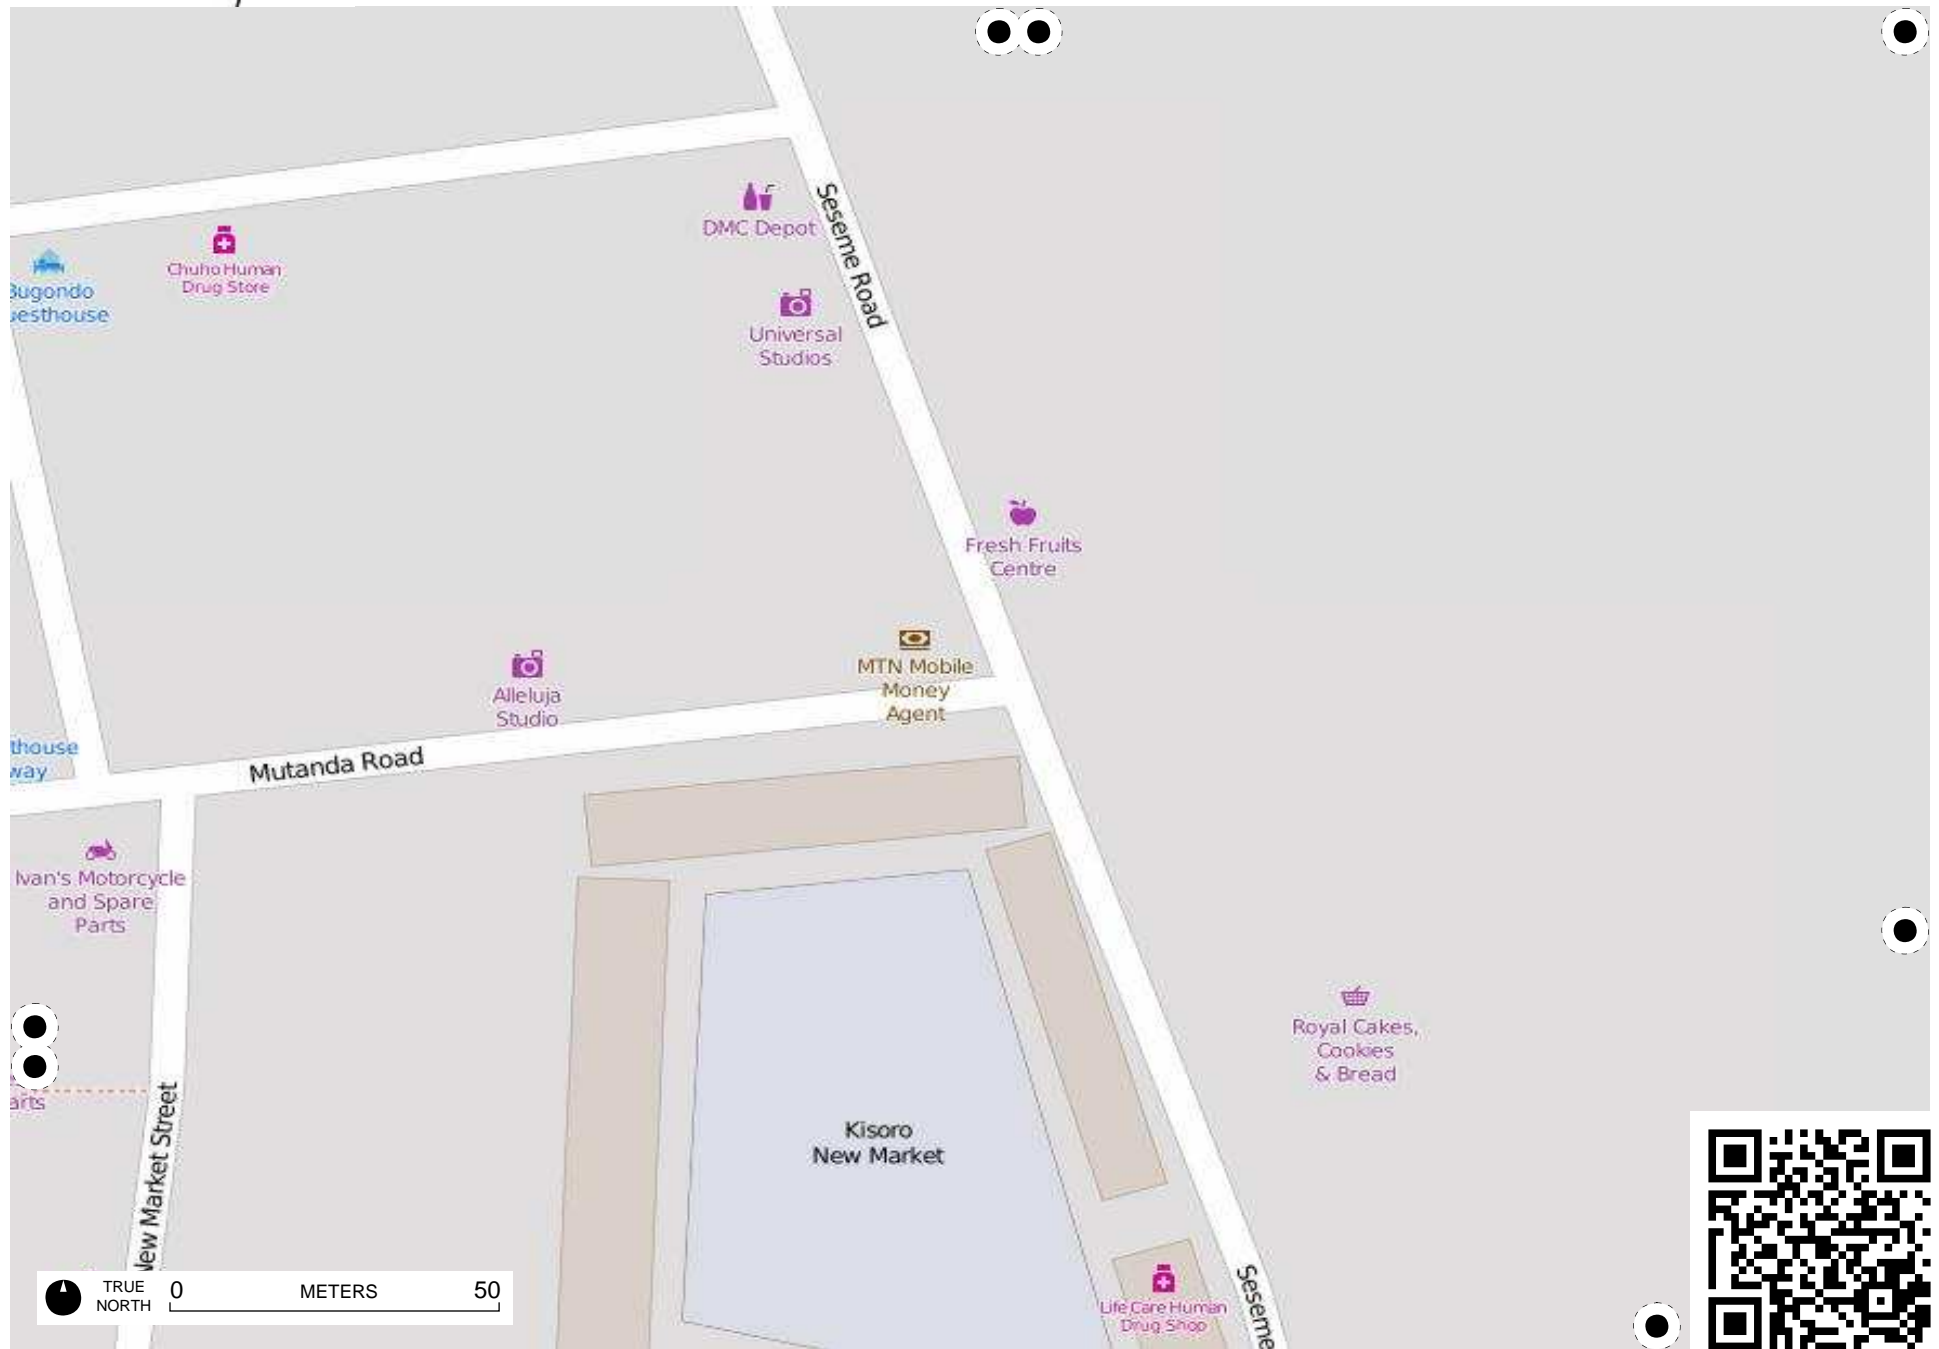 DMC Depot
Seseme Road
Chuho Human
Drug Store
Bugondo
uesthouse
Universal
Studios
Fresh Fruits
Centre
MTN Mobile
Money
Agent
Alleluja
Studio
thouse
way
Mutanda Road
Ivan's Motorcycle
and Spare
Parts
Royal Cakes,
Cookies
& Bread
arts
New Market Street
Kisoro
New Market
Seseme
Life Care Human
Drug Shop
TRUE
NORTH
0 METERS 50